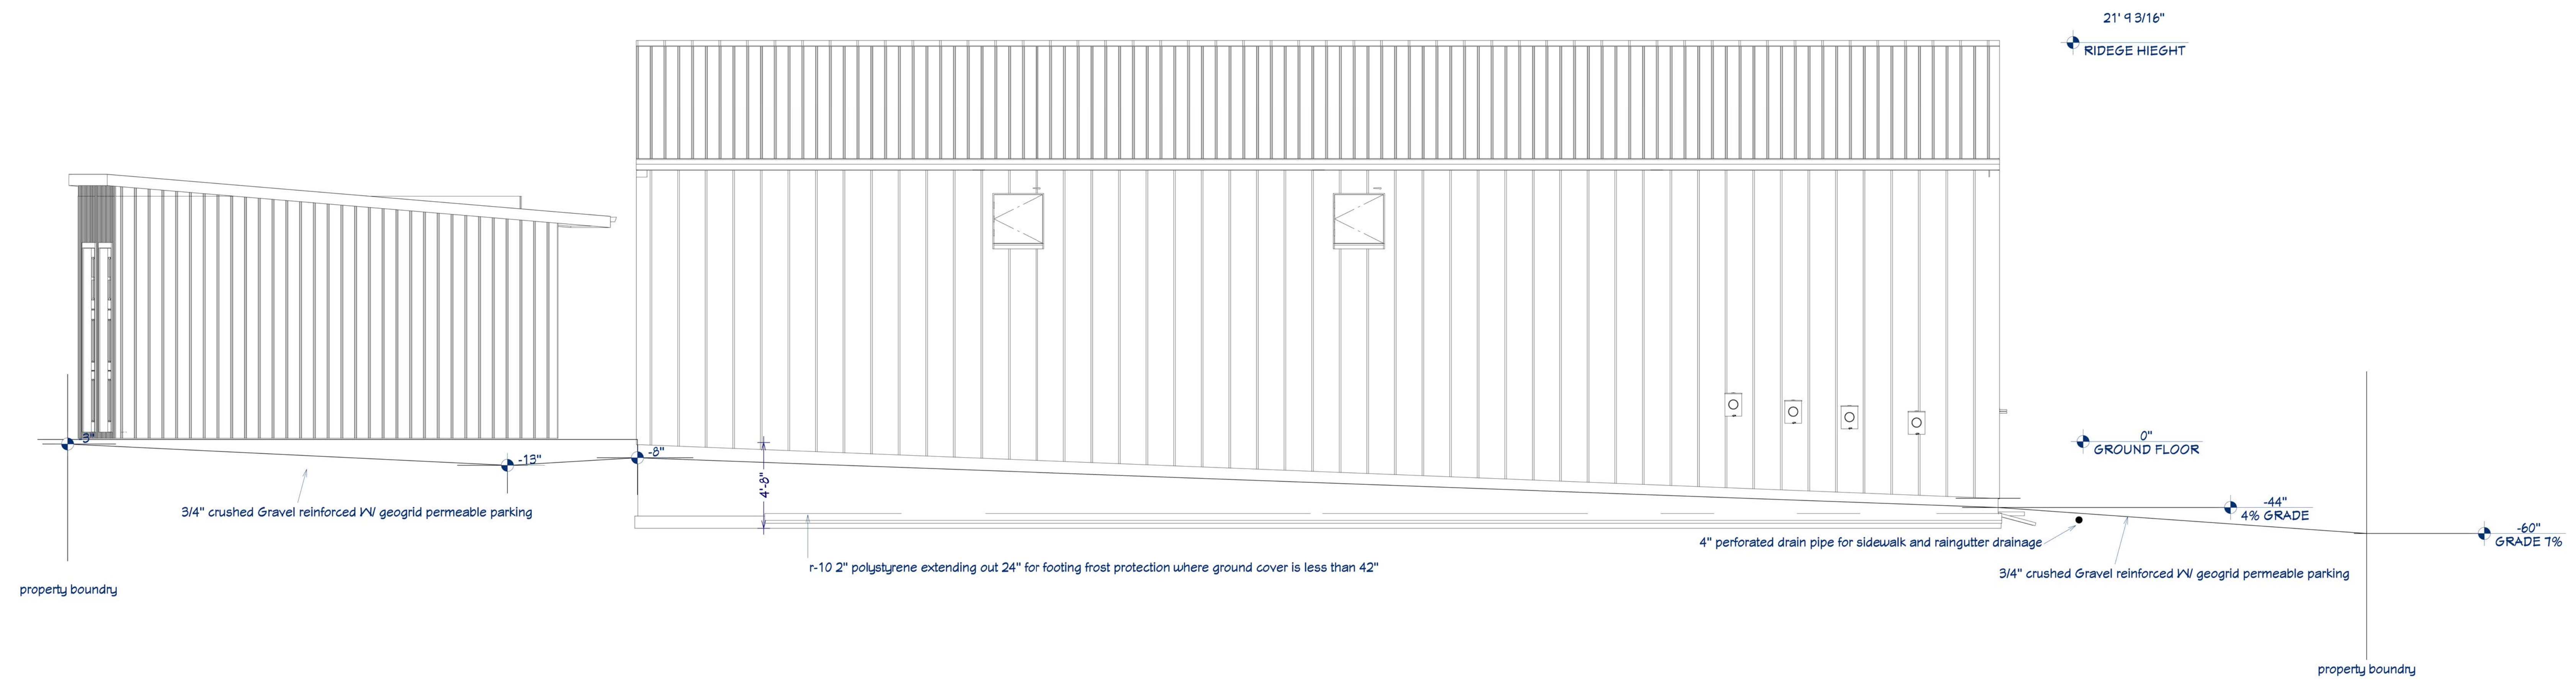 21' 9 3/16"
RIDEGE HIEGHT
3"
-13"
-8"
4'-8"
0"
GROUND FLOOR
3/4" crushed Gravel reinforced W/ geogrid permeable parking
-44"
4% GRADE
-60"
GRADE 7%
4" perforated drain pipe for sidewalk and raingutter drainage
r-10 2" polystyrene extending out 24" for footing frost protection where ground cover is less than 42"
3/4" crushed Gravel reinforced W/ geogrid permeable parking
property boundry
property boundry